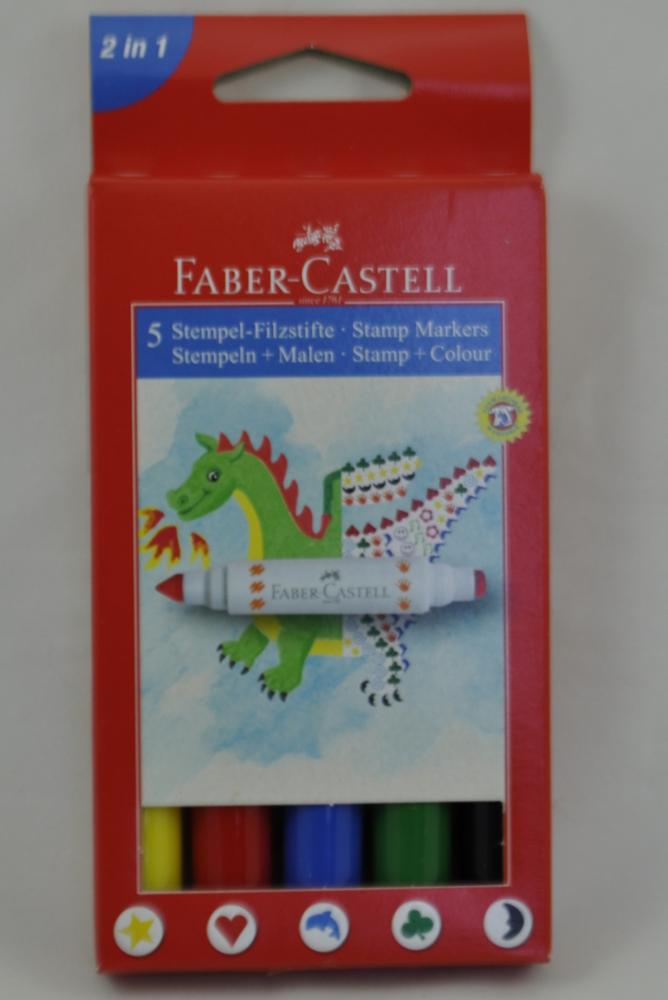 2 in 1
FABER-CASTELL
since 1761
5 Stempel-Filzstifte · Stamp Markers
Stempeln + Malen · Stamp + Colour
FABER-CASTELL